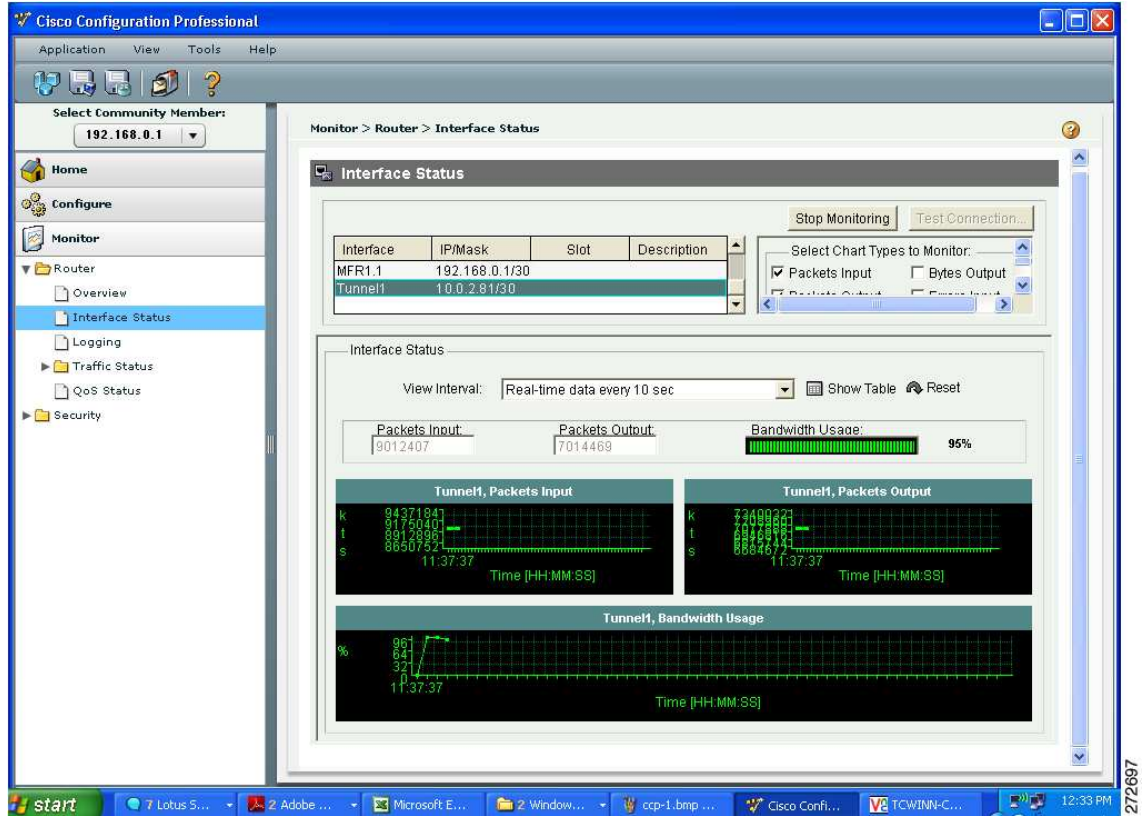 Cisco Configuration Professional
Application View Tools Help
Select Community Member:
192.168.0.1
Home
Configure
Monitor
Router
Overview
Interface Status
Logging
Traffic Status
QoS Status
Security
Monitor > Router > Interface Status
Interface Status
Stop Monitoring Test Connection...
Interface IP/Mask Slot Description
MFR1.1 192.168.0.1/30
Tunnel1 10.0.2.81/30
Select Chart Types to Monitor:
Packets Input Bytes Output
Packets Output Errors Input
Interface Status
View Interval: Real-time data every 10 sec Show Table Reset
Packets Input: Packets Output: Bandwidth Usage:
9012407 7014469 95%
Tunnel1, Packets Input
k
t
s
9437184
9175040
8912896
8650752
11:37:37
Time [HH:MM:SS]
Tunnel1, Packets Output
k
t
s
7340032
6684672
11:37:37
Time [HH:MM:SS]
Tunnel1, Bandwidth Usage
%
96
64
32
0
11:37:37
Time [HH:MM:SS]
start 7 Lotus S... 2 Adobe ... Microsoft E... 2 Window... ccp-1.bmp ... Cisco Confi... TCWINN-C... 12:33 PM
272697